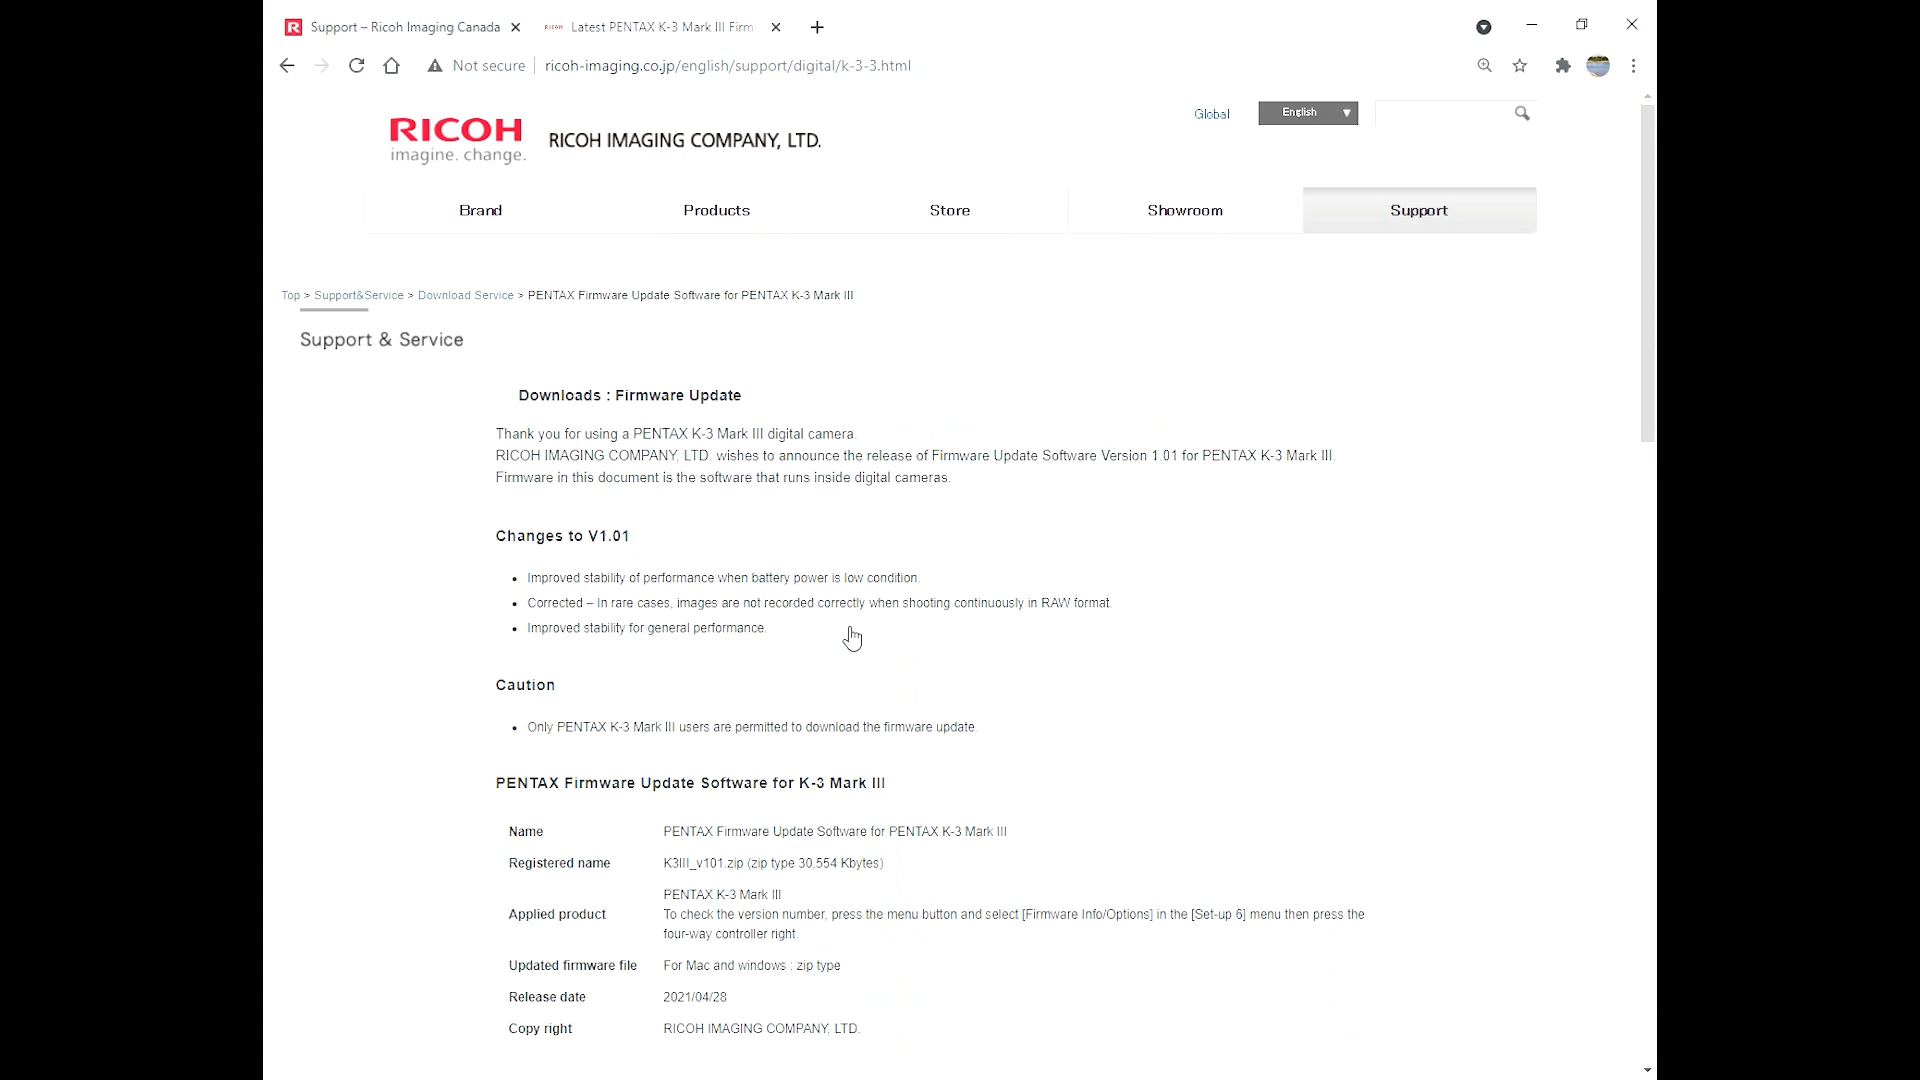 Support – Ricoh Imaging Canada
Latest PENTAX K-3 Mark III Firm
Not secure
ricoh-imaging.co.jp/english/support/digital/k-3-3.html
Global
English
RICOH
imagine. change.
RICOH IMAGING COMPANY, LTD.
Brand
Products
Store
Showroom
Support
Top > Support&Service > Download Service > PENTAX Firmware Update Software for PENTAX K-3 Mark III
Support & Service
Downloads : Firmware Update
Thank you for using a PENTAX K-3 Mark III digital camera.
RICOH IMAGING COMPANY, LTD. wishes to announce the release of Firmware Update Software Version 1.01 for PENTAX K-3 Mark III.
Firmware in this document is the software that runs inside digital cameras.
Changes to V1.01
• Improved stability of performance when battery power is low condition.
• Corrected – In rare cases, images are not recorded correctly when shooting continuously in RAW format.
• Improved stability for general performance.
Caution
• Only PENTAX K-3 Mark III users are permitted to download the firmware update.
PENTAX Firmware Update Software for K-3 Mark III
Name PENTAX Firmware Update Software for PENTAX K-3 Mark III
Registered name K3III_v101.zip (zip type 30,554 Kbytes)
PENTAX K-3 Mark III
Applied product To check the version number, press the menu button and select [Firmware Info/Options] in the [Set-up 6] menu then press the
four-way controller right.
Updated firmware file For Mac and windows : zip type
Release date 2021/04/28
Copy right RICOH IMAGING COMPANY, LTD.